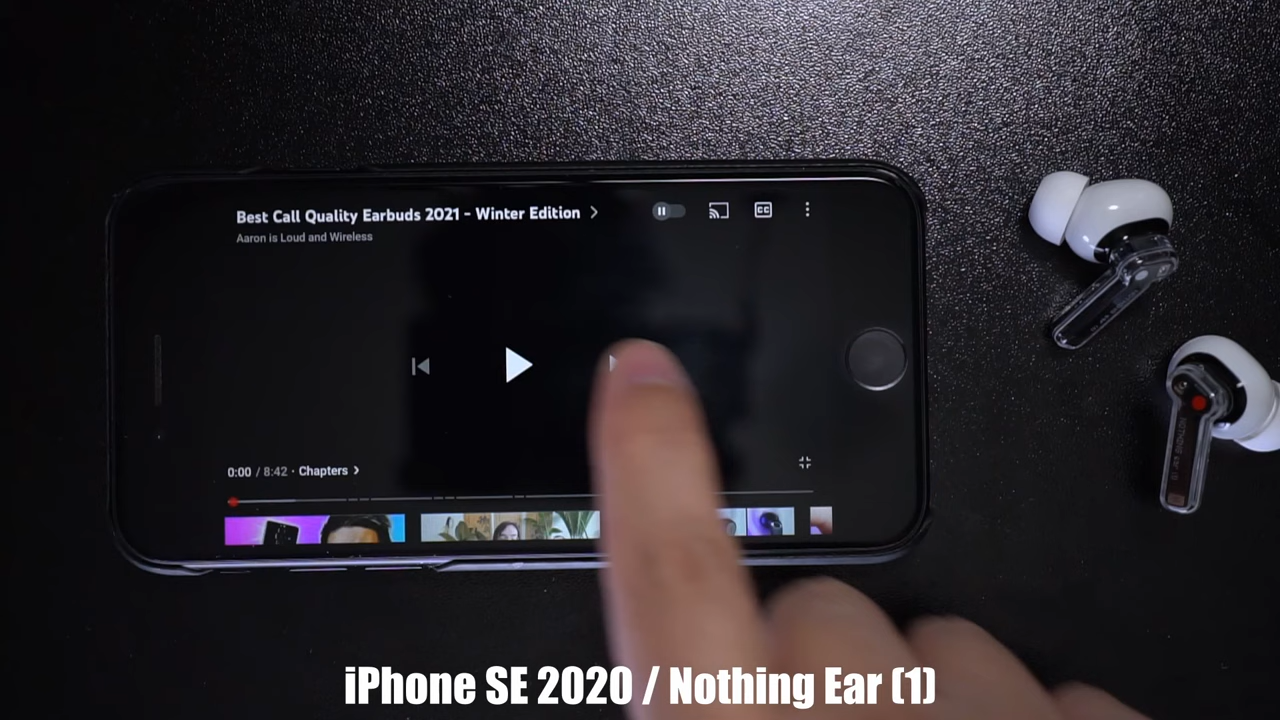 Best Call Quality Earbuds 2021 - Winter Edition
Aaron is Loud and Wireless
CC
0:00 / 8:42 · Chapters
iPhone SE 2020 / Nothing Ear (1)